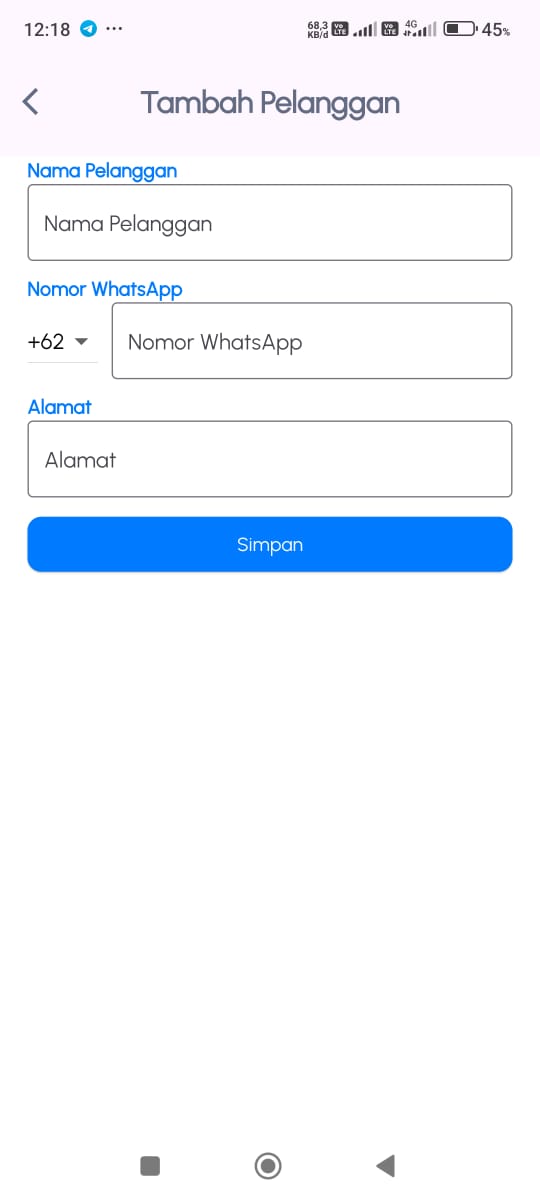 12:18 ... 68,3 KB/d Vo LTE Vo LTE 4G 45%
Tambah Pelanggan
Nama Pelanggan
Nama Pelanggan
Nomor WhatsApp
+62 Nomor WhatsApp
Alamat
Alamat
Simpan